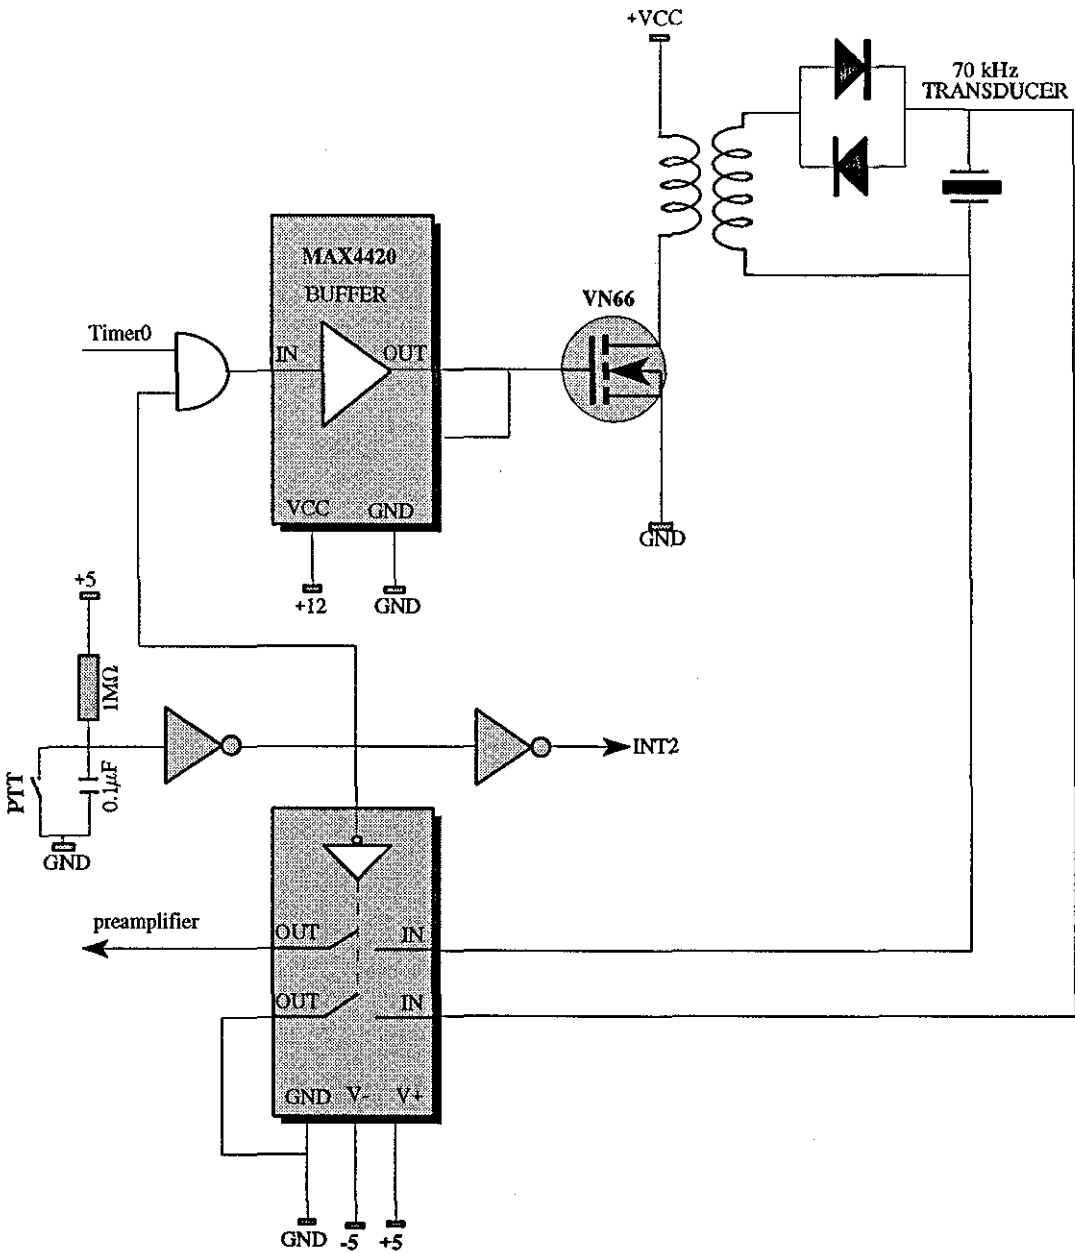 +VCC
70 kHz
TRANSDUCER
MAX4420
BUFFER
VN66
Timer0
IN
OUT
VCC
GND
GND
+12
GND
+5
1MΩ
INT2
PTT
0.1µF
GND
preamplifier
OUT
IN
OUT
IN
GND
V-
V+
GND
-5
+5